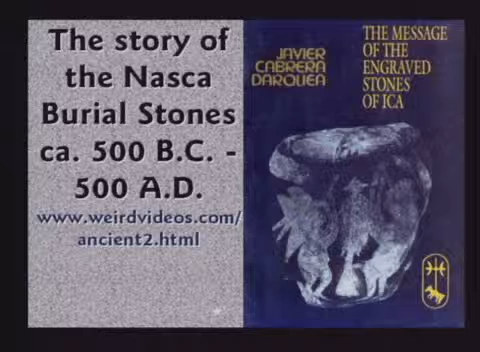 The story of
the Nasca
Burial Stones
ca. 500 B.C. -
500 A.D.
www.weirdvideos.com/
ancient2.html
JAVIER
CABRERA
DARQUEA
THE MESSAGE
OF THE
ENGRAVED
STONES
OF ICA